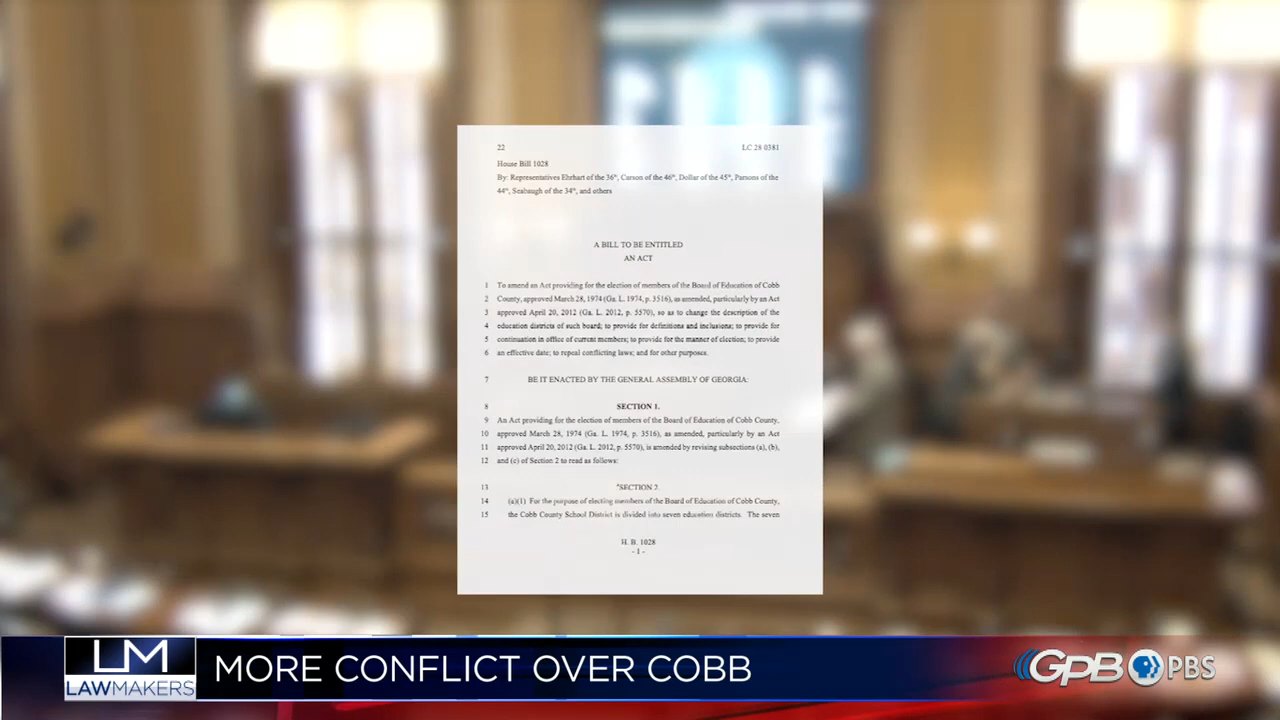 22 LC 28 0381
House Bill 1028
By: Representatives Ehrhart of the 36th, Carson of the 46th, Dollar of the 45th, Parsons of the
44th, Seabaugh of the 34th, and others
A BILL TO BE ENTITLED
AN ACT
1 To amend an Act providing for the election of members of the Board of Education of Cobb
2 County, approved March 28, 1974 (Ga. L. 1974, p. 3516), as amended, particularly by an Act
3 approved April 20, 2012 (Ga. L. 2012, p. 5570), so as to change the description of the
4 education districts of such board; to provide for definitions and inclusions; to provide for
5 continuation in office of current members; to provide for the manner of election; to provide
6 an effective date; to repeal conflicting laws; and for other purposes.
7 BE IT ENACTED BY THE GENERAL ASSEMBLY OF GEORGIA:
8 SECTION 1.
9 An Act providing for the election of members of the Board of Education of Cobb County,
10 approved March 28, 1974 (Ga. L. 1974, p. 3516), as amended, particularly by an Act
11 approved April 20, 2012 (Ga. L. 2012, p. 5570), is amended by revising subsections (a), (b),
12 and (c) of Section 2 to read as follows:
13 "SECTION 2.
14 (a)(1) For the purpose of electing members of the Board of Education of Cobb County,
15 the Cobb County School District is divided into seven education districts. The seven
H. B. 1028
- 1 -
LM
LAWMAKERS
MORE CONFLICT OVER COBB
GPB PBS